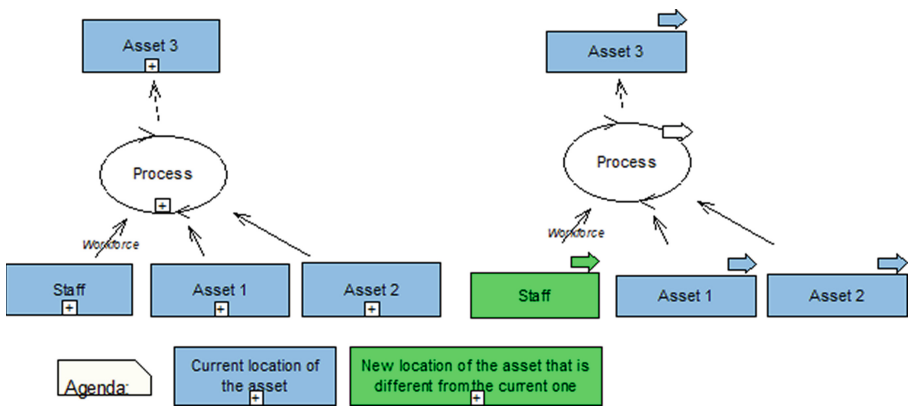 Asset 3
Process
Workforce
Staff
Asset 1
Asset 2
Asset 3
Process
Workforce
Staff
Asset 1
Asset 2
Agenda:
Current location of
the asset
New location of the asset that is
different from the current one